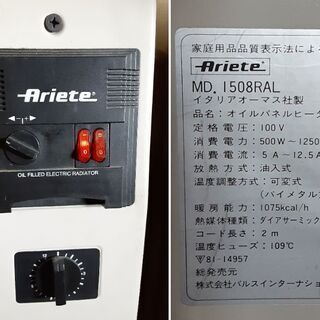 Ariete
OIL FILLED ELECTRIC RADIATOR
家庭用品品質表示法による
Ariete
MD. 1508RAL
イタリアオーマス社製
品名：オイルパネルヒータ
定格電圧：100V
消費電力：500W～1250
消費電流：5A～12.5A
放熱方式：油入式
温度調整方式：可変式
(バイメタル
暖房能力：1075kcal/h
熱媒体種類：ダイアサーミック
コード長さ：2m
温度ヒューズ：109℃
81-14957
総発売元
株式会社パルスインターナショ